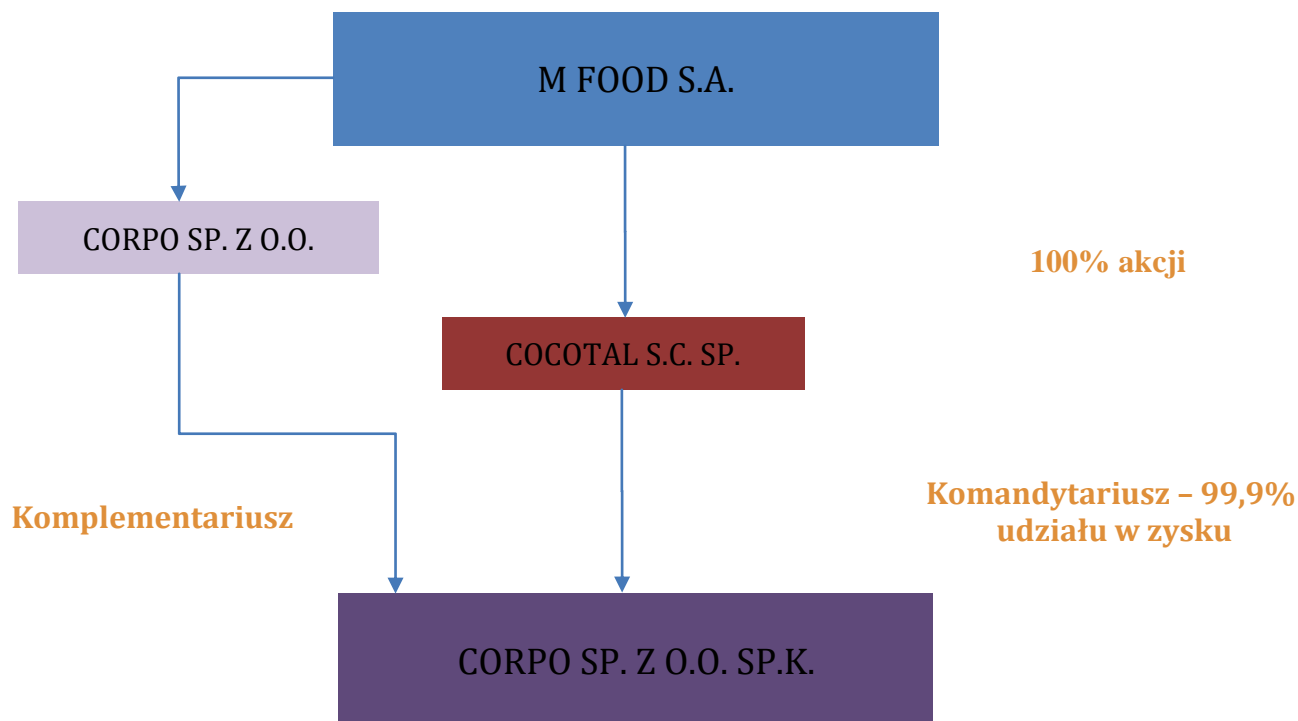 M FOOD S.A.
CORPO SP. Z O.O.
100% akcji
COCOTAL S.C. SP.
Komplementariusz
Komandytariusz – 99,9%
udziału w zysku
CORPO SP. Z O.O. SP.K.